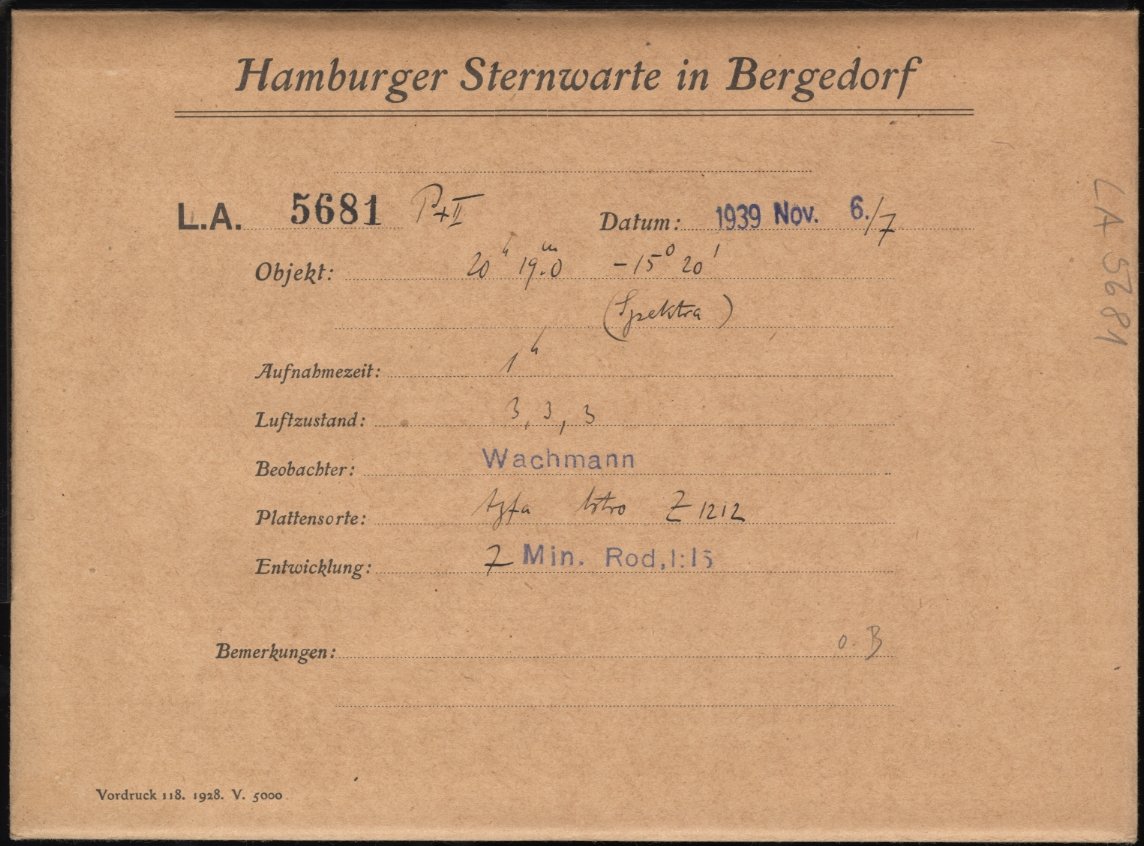 Hamburger Sternwarte in Bergedorf
L.A. 5681 P+II Datum: 1939 Nov. 6./7
Objekt: 20ʰ 19.ᵐ0 -15⁰ 20'
(Spektra)
Aufnahmezeit: 1ʰ
Luftzustand: 3, 3, 3
Beobachter: Wachmann
Plattensorte: Agfa Astro Z 1212
Entwicklung: 7 Min. Rod,1:15
Bemerkungen: o. B
Vordruck 118. 1928. V. 5000
LA 5681